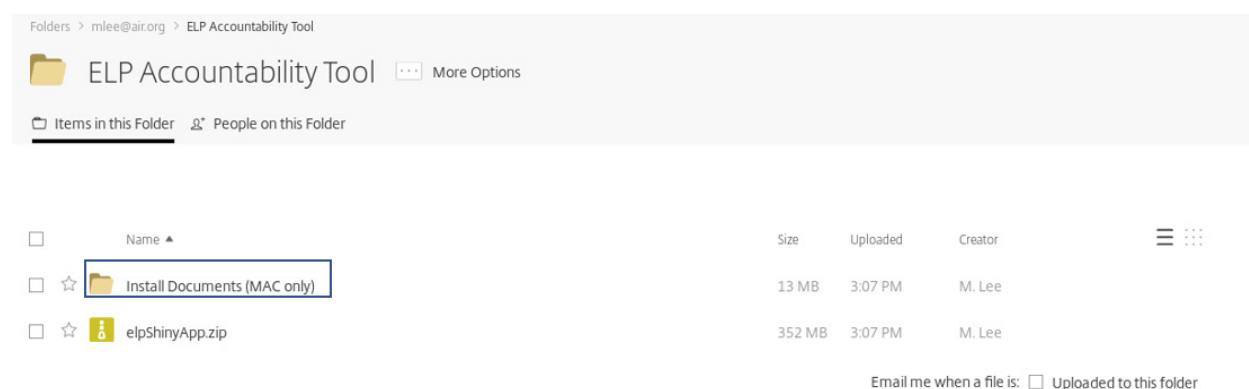 Folders > mlee@air.org > ELP Accountability Tool
ELP Accountability Tool ... More Options
Items in this Folder People on this Folder
Name ▲ Size Uploaded Creator
Install Documents (MAC only) 13 MB 3:07 PM M. Lee
elpShinyApp.zip 352 MB 3:07 PM M. Lee
Email me when a file is: Uploaded to this folder